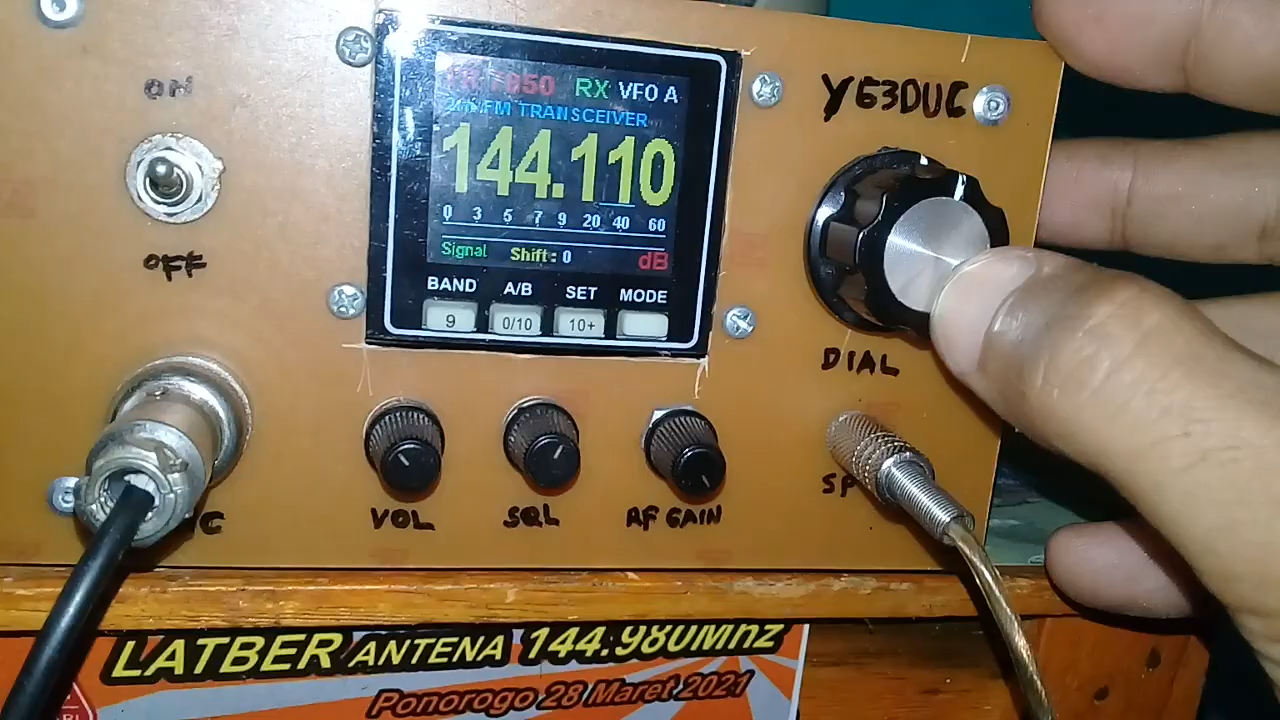 ON
OFF
RX VFO A
2m FM TRANSCEIVER
144.110
0 3 5 7 9 20 40 60
Signal Shift: 0 dB
BAND A/B SET MODE
9 0/10 10+
YE3DUC
DIAL
VOL SQL RF GAIN
LATBER ANTENA 144.980Mhz
Ponorogo 28 Maret 2021